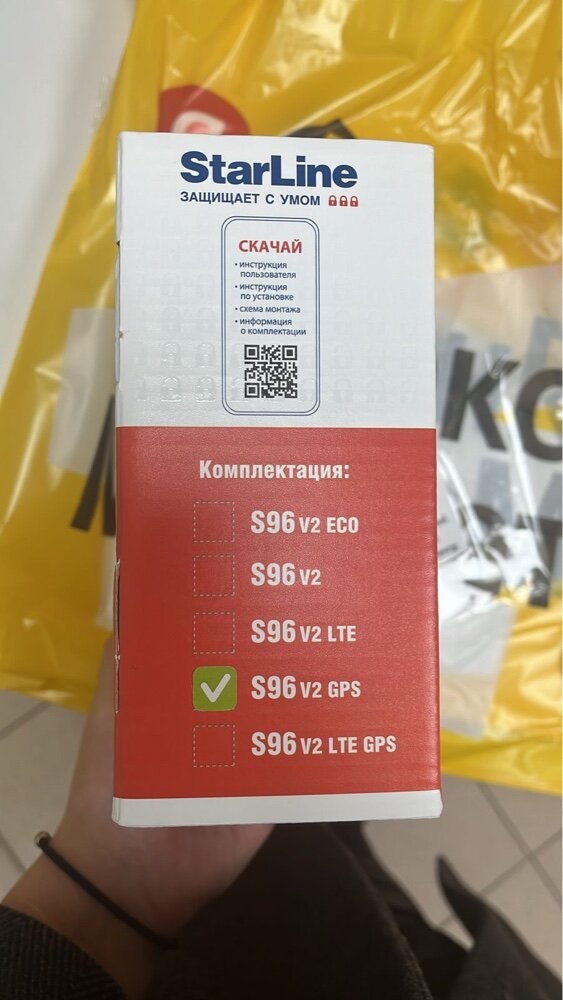 StarLine
ЗАЩИЩАЕТ С УМОМ
СКАЧАЙ
• инструкция
пользователя
• инструкция
по установке
• схема монтажа
• информация
о комплектации
Комплектация:
S96 V2 ECO
S96 V2
S96 V2 LTE
S96 V2 GPS
S96 V2 LTE GPS